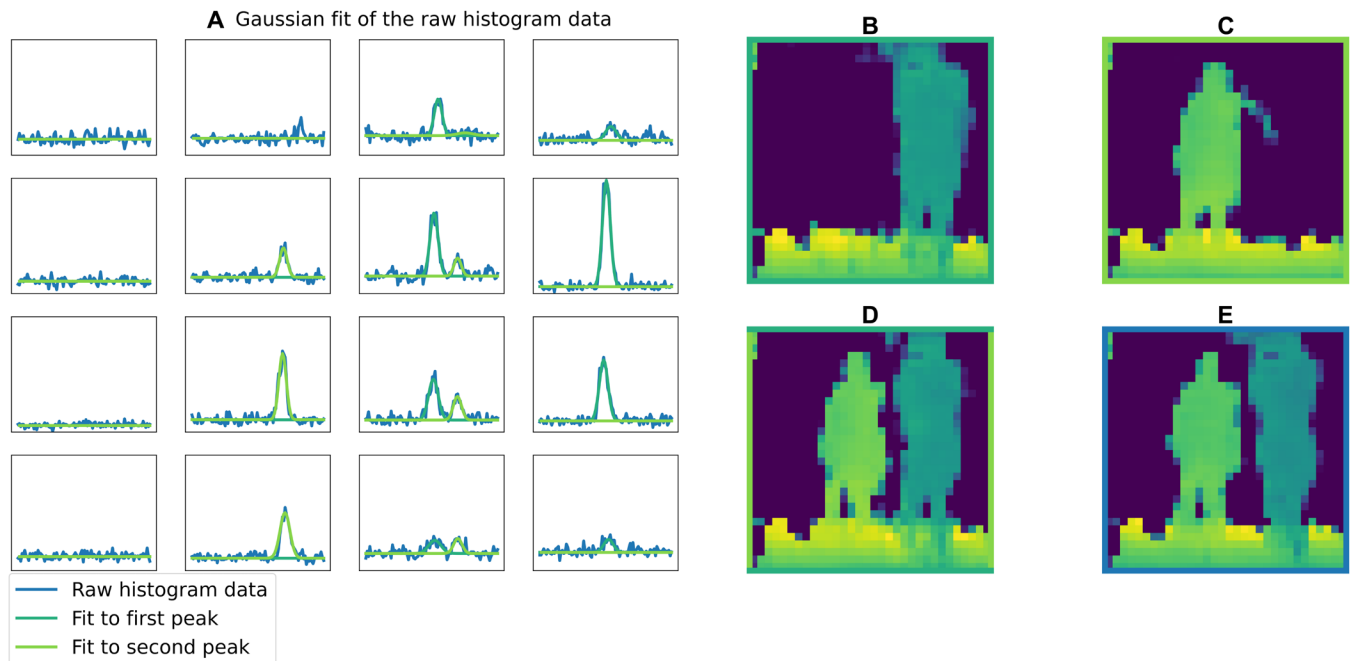 A Gaussian fit of the raw histogram data
B
C
D
E
Raw histogram data
Fit to first peak
Fit to second peak